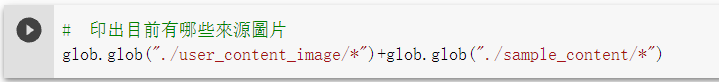 # 印出目前有哪些來源圖片
glob.glob("./user_content_image/*")+glob.glob("./sample_content/*")